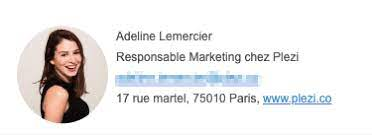 Adeline Lemercier
Responsable Marketing chez Plezi
17 rue martel, 75010 Paris, www.plezi.co